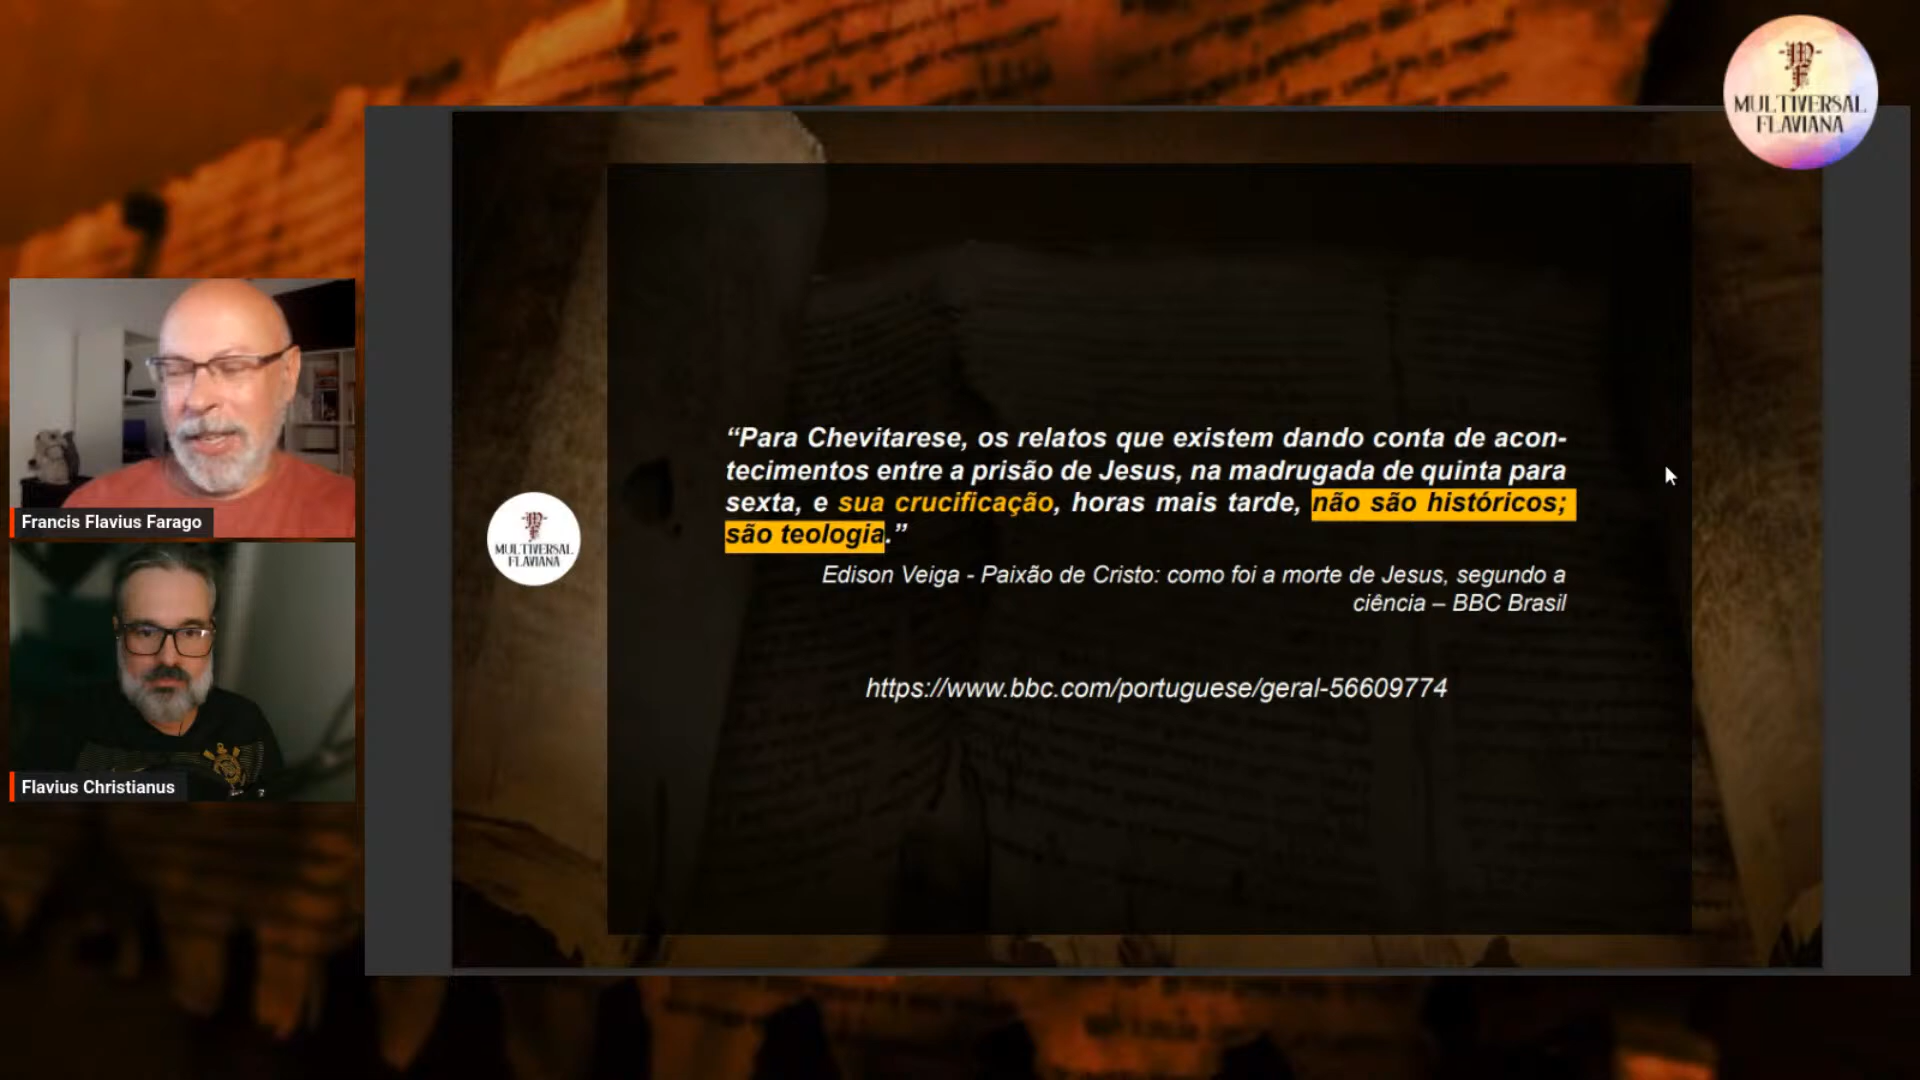 MULTIVERSAL
FLAVIANA
“Para Chevitarese, os relatos que existem dando conta de acon-
tecimentos entre a prisão de Jesus, na madrugada de quinta para
sexta, e sua crucificação, horas mais tarde, não são históricos;
são teologia.”
Edison Veiga - Paixão de Cristo: como foi a morte de Jesus, segundo a
ciência – BBC Brasil
https://www.bbc.com/portuguese/geral-56609774
MULTIVERSAL
FLAVIANA
Francis Flavius Farago
Flavius Christianus